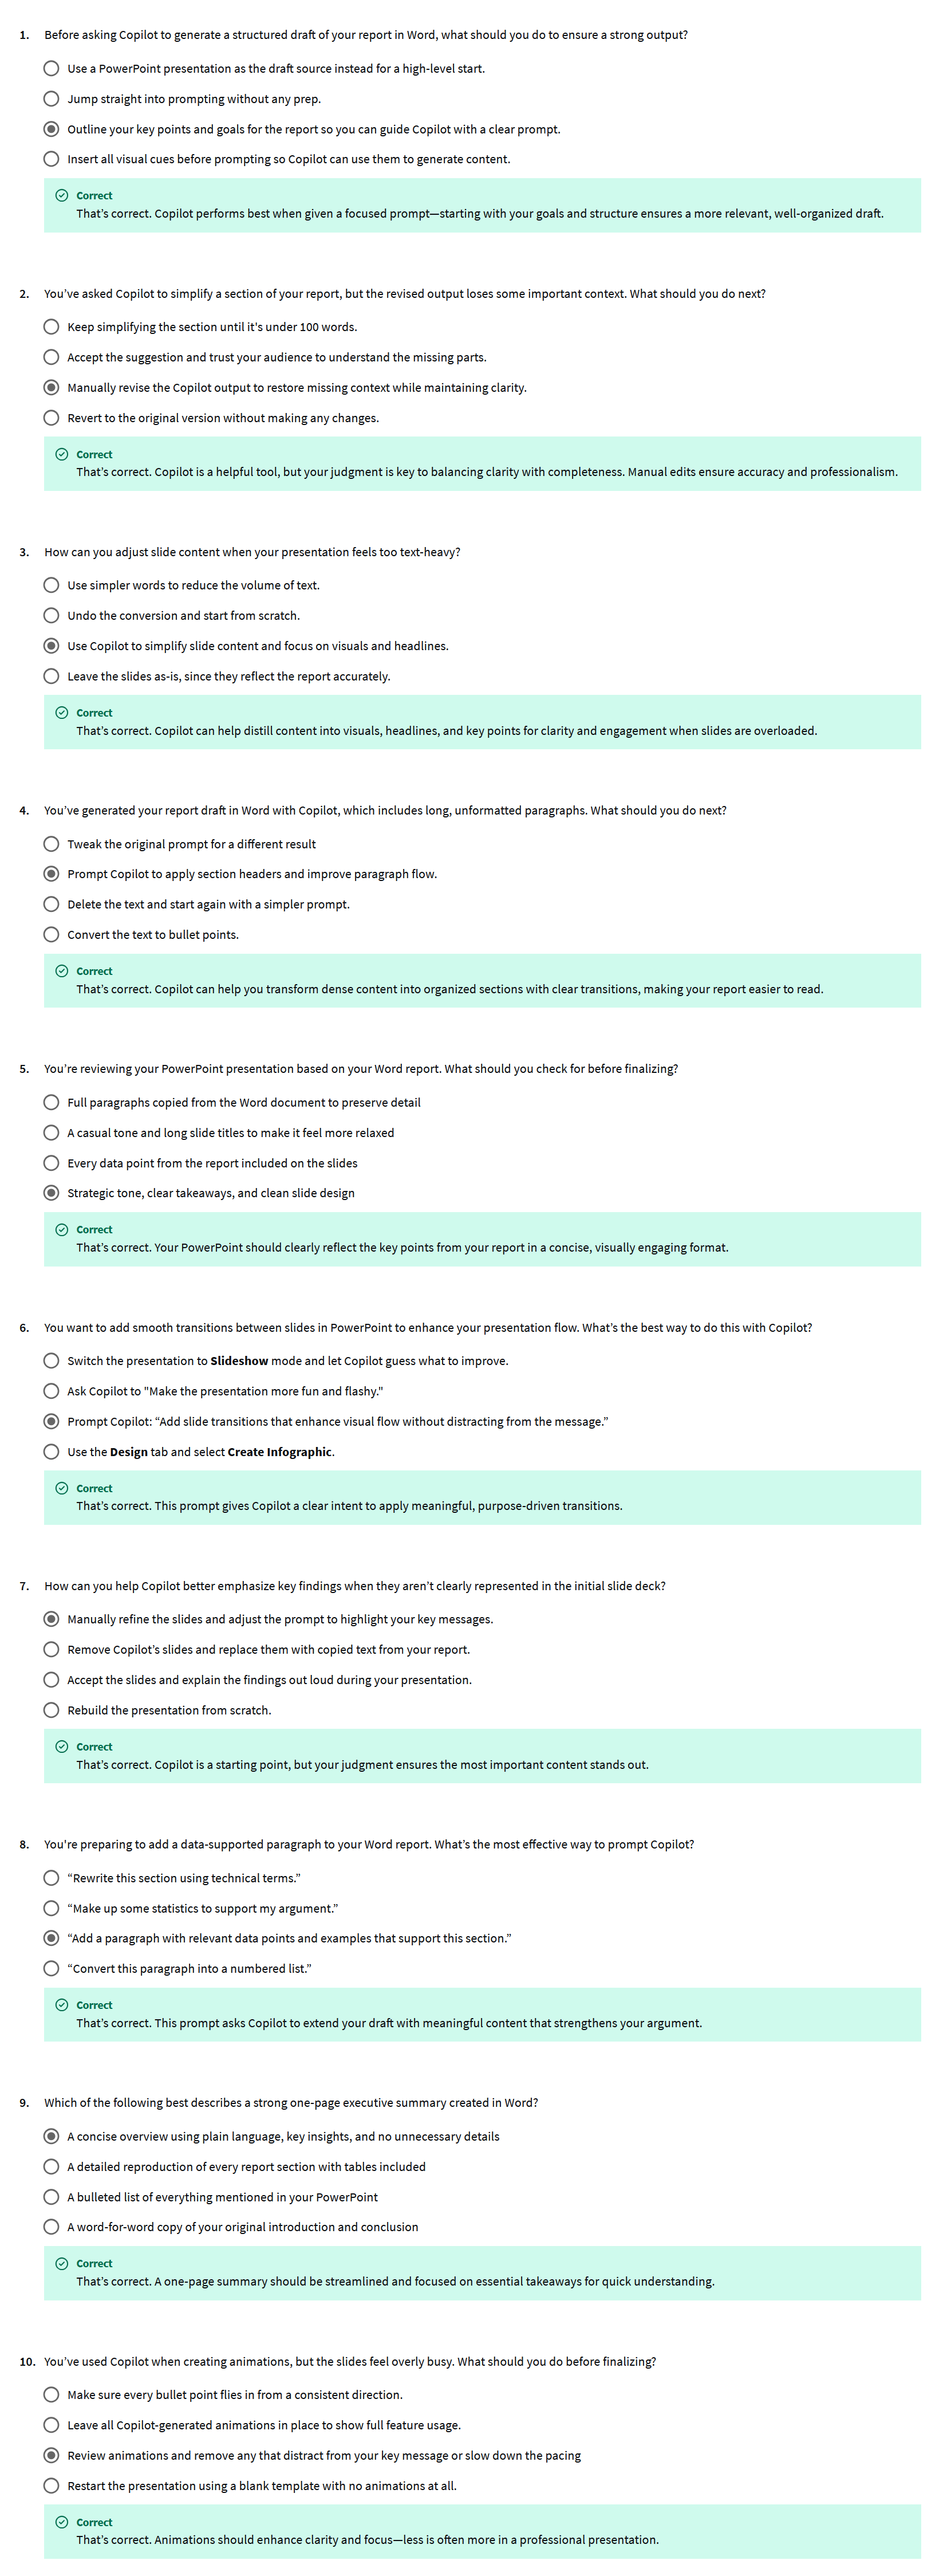 1. Before asking Copilot to generate a structured draft of your report in Word, what should you do to ensure a strong output?
Use a PowerPoint presentation as the draft source instead for a high-level start.
Jump straight into prompting without any prep.
Outline your key points and goals for the report so you can guide Copilot with a clear prompt.
Insert all visual cues before prompting so Copilot can use them to generate content.
Correct
That's correct. Copilot performs best when given a focused prompt—starting with your goals and structure ensures a more relevant, well-organized draft.
2. You've asked Copilot to simplify a section of your report, but the revised output loses some important context. What should you do next?
Keep simplifying the section until it's under 100 words.
Accept the suggestion and trust your audience to understand the missing parts.
Manually revise the Copilot output to restore missing context while maintaining clarity.
Revert to the original version without making any changes.
Correct
That's correct. Copilot is a helpful tool, but your judgment is key to balancing clarity with completeness. Manual edits ensure accuracy and professionalism.
3. How can you adjust slide content when your presentation feels too text-heavy?
Use simpler words to reduce the volume of text.
Undo the conversion and start from scratch.
Use Copilot to simplify slide content and focus on visuals and headlines.
Leave the slides as-is, since they reflect the report accurately.
Correct
That's correct. Copilot can help distill content into visuals, headlines, and key points for clarity and engagement when slides are overloaded.
4. You've generated your report draft in Word with Copilot, which includes long, unformatted paragraphs. What should you do next?
Tweak the original prompt for a different result
Prompt Copilot to apply section headers and improve paragraph flow.
Delete the text and start again with a simpler prompt.
Convert the text to bullet points.
Correct
That's correct. Copilot can help you transform dense content into organized sections with clear transitions, making your report easier to read.
5. You're reviewing your PowerPoint presentation based on your Word report. What should you check for before finalizing?
Full paragraphs copied from the Word document to preserve detail
A casual tone and long slide titles to make it feel more relaxed
Every data point from the report included on the slides
Strategic tone, clear takeaways, and clean slide design
Correct
That's correct. Your PowerPoint should clearly reflect the key points from your report in a concise, visually engaging format.
6. You want to add smooth transitions between slides in PowerPoint to enhance your presentation flow. What's the best way to do this with Copilot?
Switch the presentation to Slideshow mode and let Copilot guess what to improve.
Ask Copilot to "Make the presentation more fun and flashy."
Prompt Copilot: “Add slide transitions that enhance visual flow without distracting from the message.”
Use the Design tab and select Create Infographic.
Correct
That's correct. This prompt gives Copilot a clear intent to apply meaningful, purpose-driven transitions.
7. How can you help Copilot better emphasize key findings when they aren't clearly represented in the initial slide deck?
Manually refine the slides and adjust the prompt to highlight your key messages.
Remove Copilot's slides and replace them with copied text from your report.
Accept the slides and explain the findings out loud during your presentation.
Rebuild the presentation from scratch.
Correct
That's correct. Copilot is a starting point, but your judgment ensures the most important content stands out.
8. You're preparing to add a data-supported paragraph to your Word report. What's the most effective way to prompt Copilot?
“Rewrite this section using technical terms.”
“Make up some statistics to support my argument.”
“Add a paragraph with relevant data points and examples that support this section.”
“Convert this paragraph into a numbered list.”
Correct
That's correct. This prompt asks Copilot to extend your draft with meaningful content that strengthens your argument.
9. Which of the following best describes a strong one-page executive summary created in Word?
A concise overview using plain language, key insights, and no unnecessary details
A detailed reproduction of every report section with tables included
A bulleted list of everything mentioned in your PowerPoint
A word-for-word copy of your original introduction and conclusion
Correct
That's correct. A one-page summary should be streamlined and focused on essential takeaways for quick understanding.
10. You've used Copilot when creating animations, but the slides feel overly busy. What should you do before finalizing?
Make sure every bullet point flies in from a consistent direction.
Leave all Copilot-generated animations in place to show full feature usage.
Review animations and remove any that distract from your key message or slow down the pacing
Restart the presentation using a blank template with no animations at all.
Correct
That's correct. Animations should enhance clarity and focus—less is often more in a professional presentation.